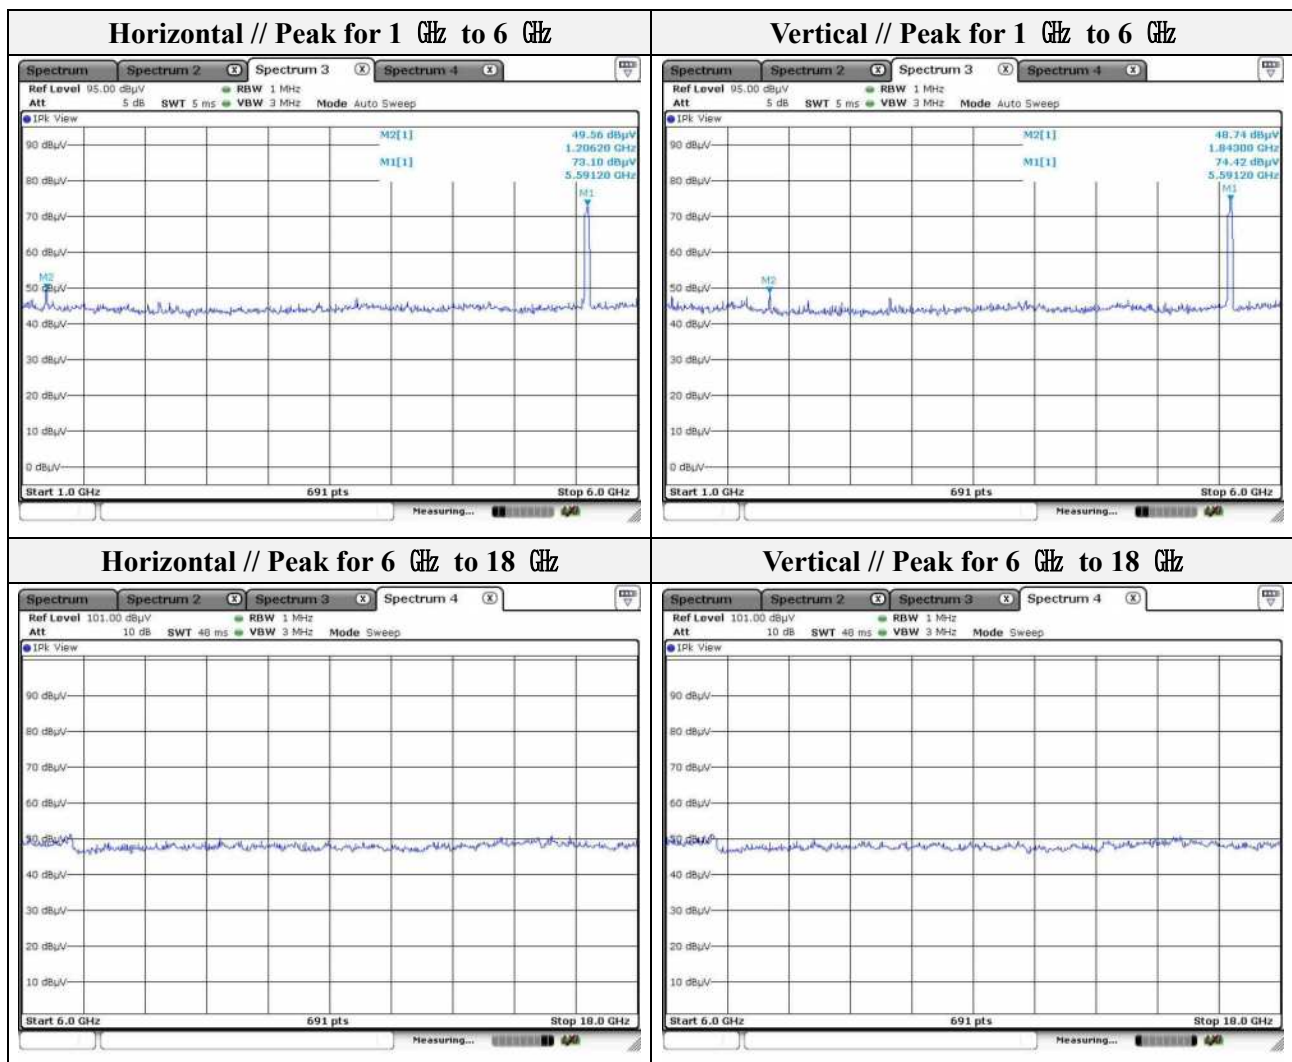 Horizontal // Peak for 1 ㎓ to 6 ㎓
Spectrum Spectrum 2 X Spectrum 3 X Spectrum 4 X
Ref Level 95.00 dBµV RBW 1 MHz
Att 5 dB SWT 5 ms VBW 3 MHz Mode Auto Sweep
1Pk View
M2[1] 49.56 dBµV
1.20620 GHz
M1[1] 73.10 dBµV
5.59120 GHz
90 dBµV
80 dBµV
M1
70 dBµV
60 dBµV
M2
50 dBµV
40 dBµV
30 dBµV
20 dBµV
10 dBµV
0 dBµV
Start 1.0 GHz 691 pts Stop 6.0 GHz
Measuring...
Vertical // Peak for 1 ㎓ to 6 ㎓
Spectrum Spectrum 2 X Spectrum 3 X Spectrum 4 X
Ref Level 95.00 dBµV RBW 1 MHz
Att 5 dB SWT 5 ms VBW 3 MHz Mode Auto Sweep
1Pk View
M2[1] 48.74 dBµV
1.84300 GHz
M1[1] 74.42 dBµV
5.59120 GHz
90 dBµV
80 dBµV
M1
70 dBµV
60 dBµV
M2
50 dBµV
40 dBµV
30 dBµV
20 dBµV
10 dBµV
0 dBµV
Start 1.0 GHz 691 pts Stop 6.0 GHz
Measuring...
Horizontal // Peak for 6 ㎓ to 18 ㎓
Spectrum Spectrum 2 X Spectrum 3 X Spectrum 4 X
Ref Level 101.00 dBµV RBW 1 MHz
Att 10 dB SWT 48 ms VBW 3 MHz Mode Sweep
1Pk View
90 dBµV
80 dBµV
70 dBµV
60 dBµV
50 dBµV
40 dBµV
30 dBµV
20 dBµV
10 dBµV
Start 6.0 GHz 691 pts Stop 18.0 GHz
Measuring...
Vertical // Peak for 6 ㎓ to 18 ㎓
Spectrum Spectrum 2 X Spectrum 3 X Spectrum 4 X
Ref Level 101.00 dBµV RBW 1 MHz
Att 10 dB SWT 48 ms VBW 3 MHz Mode Sweep
1Pk View
90 dBµV
80 dBµV
70 dBµV
60 dBµV
50 dBµV
40 dBµV
30 dBµV
20 dBµV
10 dBµV
Start 6.0 GHz 691 pts Stop 18.0 GHz
Measuring...